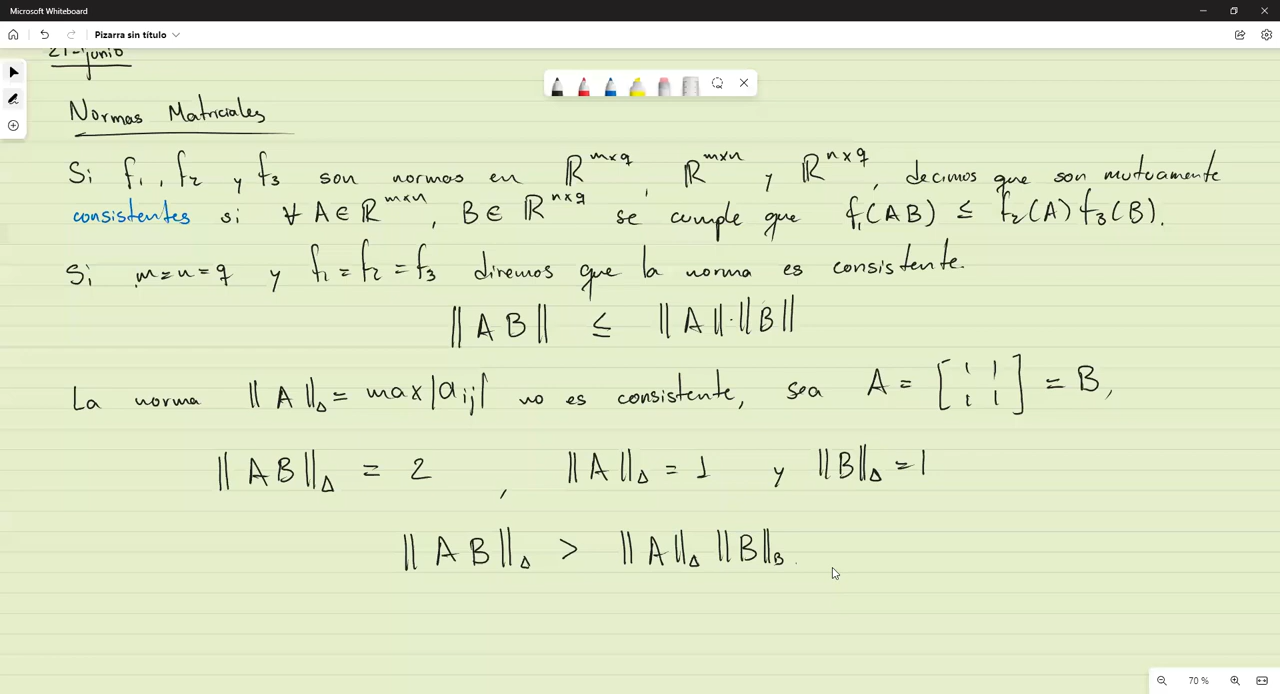 Microsoft Whiteboard
Pizarra sin título
21-junio
Normas Matriciales
Si f₁, f₂ y f₃ son normas en ℝ^{m×q}, ℝ^{m×n} y ℝ^{n×q}, decimos que son mutuamente
consistentes si ∀ A ∈ ℝ^{m×n}, B ∈ ℝ^{n×q} se cumple que f₁(AB) ≤ f₂(A) f₃(B).
Si m=n=q y f₁ = f₂ = f₃ diremos que la norma es consistente.
‖AB‖ ≤ ‖A‖·‖B‖
La norma ‖A‖_Δ = max|a_{ij}| no es consistente, sea A = [1 1; 1 1] = B,
‖AB‖_Δ = 2, ‖A‖_Δ = 1 y ‖B‖_Δ = 1
‖AB‖_Δ > ‖A‖_Δ ‖B‖_B.
70 %